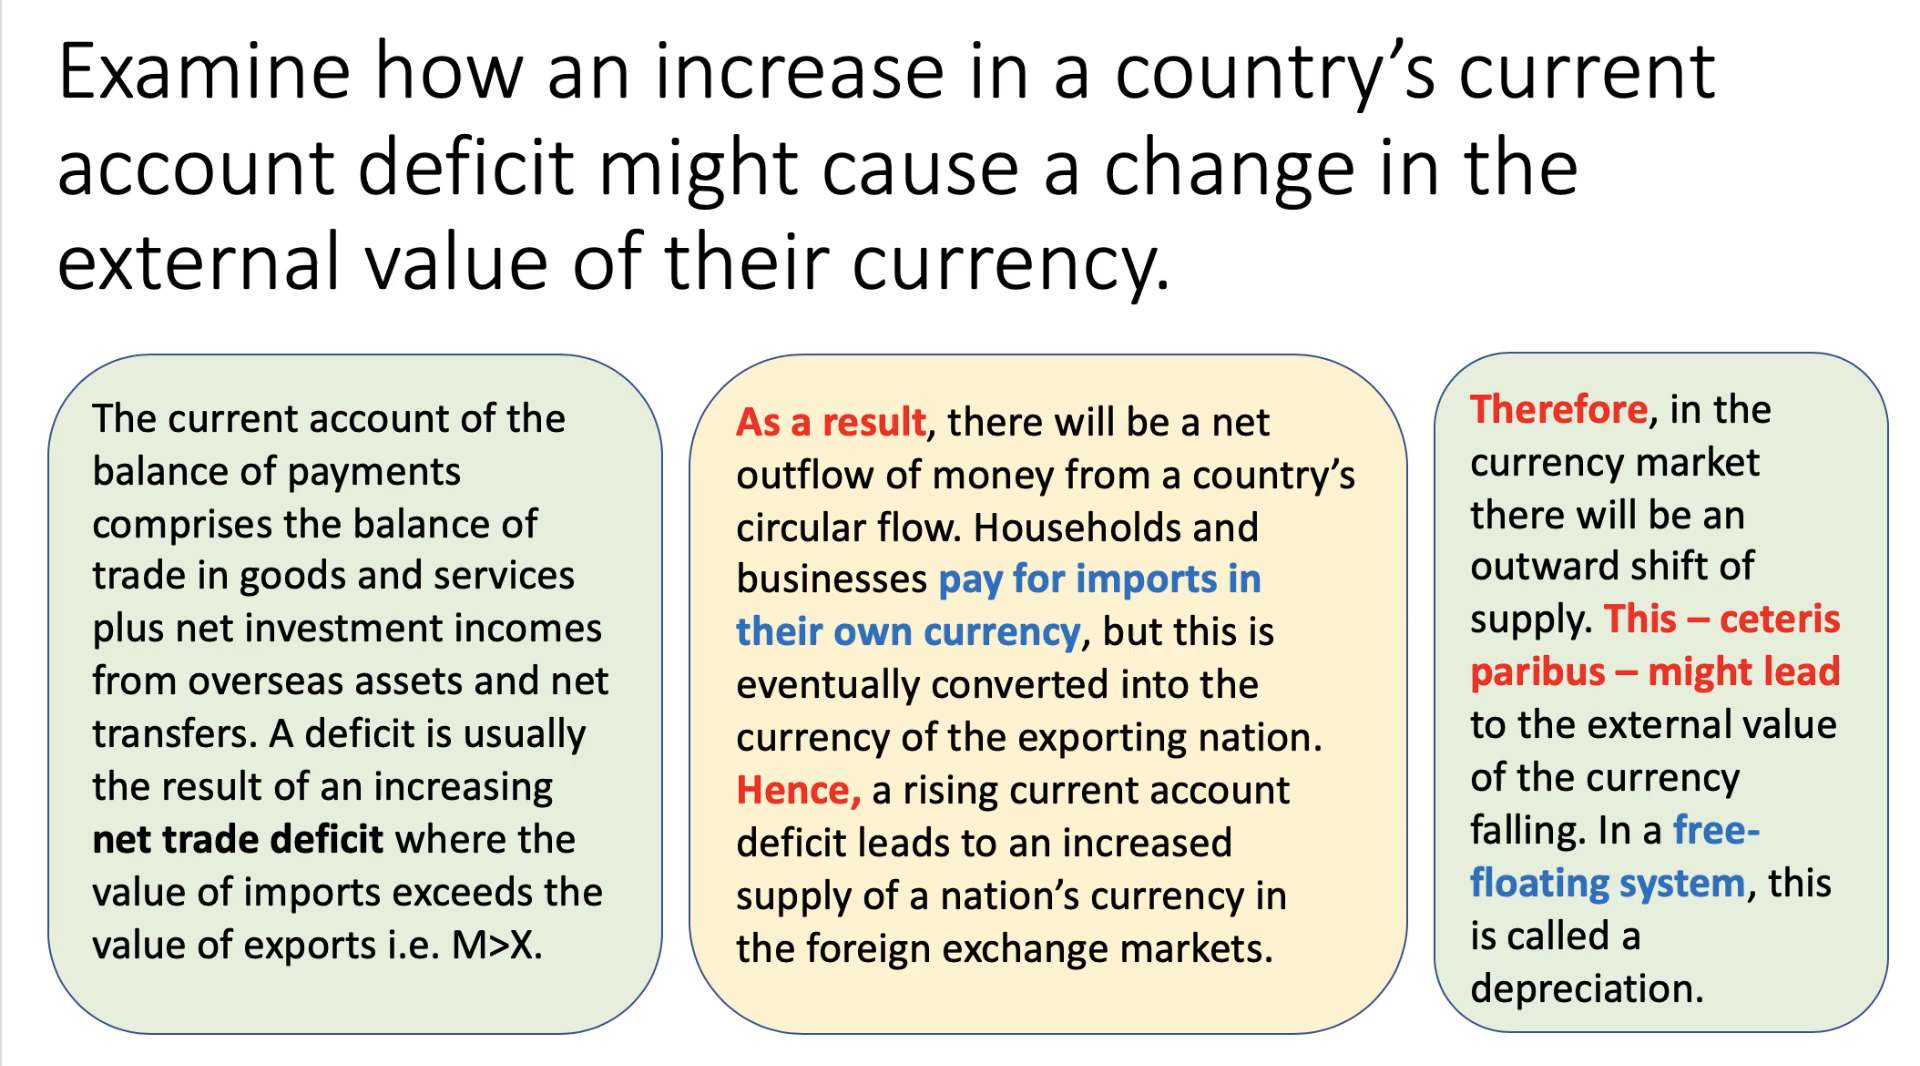 Examine how an increase in a country’s current
account deficit might cause a change in the
external value of their currency.
The current account of the
balance of payments
comprises the balance of
trade in goods and services
plus net investment incomes
from overseas assets and net
transfers. A deficit is usually
the result of an increasing
net trade deficit where the
value of imports exceeds the
value of exports i.e. M>X.
As a result, there will be a net
outflow of money from a country’s
circular flow. Households and
businesses pay for imports in
their own currency, but this is
eventually converted into the
currency of the exporting nation.
Hence, a rising current account
deficit leads to an increased
supply of a nation’s currency in
the foreign exchange markets.
Therefore, in the
currency market
there will be an
outward shift of
supply. This – ceteris
paribus – might lead
to the external value
of the currency
falling. In a free-
floating system, this
is called a
depreciation.